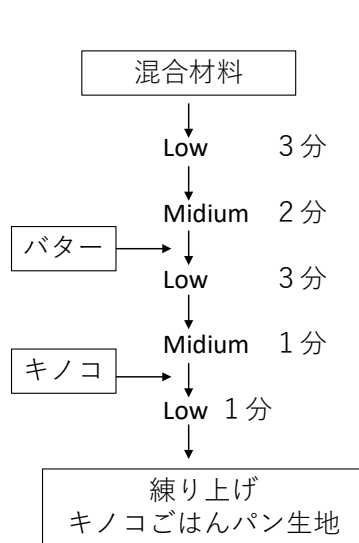 混合材料
Low 3分
Midium 2分
バター
Low 3分
Midium 1分
キノコ
Low 1分
練り上げ
キノコごはんパン生地